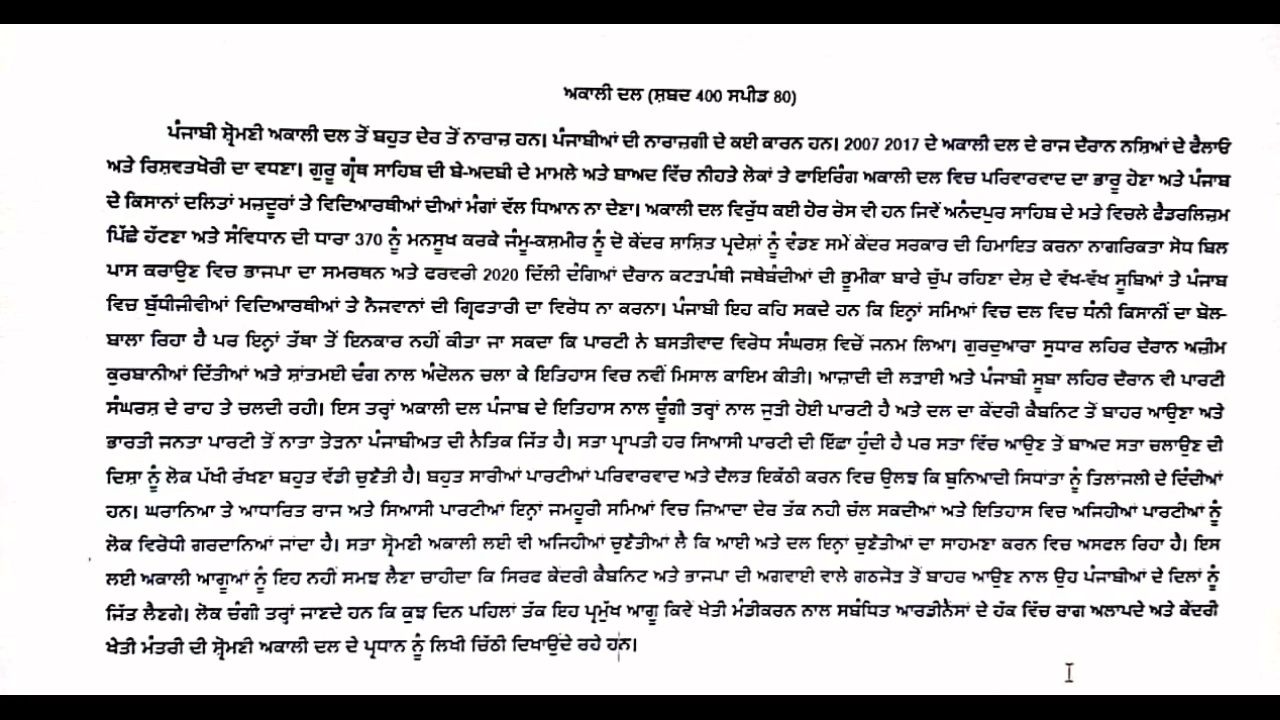 ਅਕਾਲੀ ਦਲ (ਸ਼ਬਦ 400 ਸਪੀਡ 80)
ਪੰਜਾਬੀ ਸ਼੍ਰੋਮਣੀ ਅਕਾਲੀ ਦਲ ਤੋਂ ਬਹੁਤ ਦੇਰ ਤੋਂ ਨਾਰਾਜ਼ ਹਨ। ਪੰਜਾਬੀਆਂ ਦੀ ਨਾਰਾਜ਼ਗੀ ਦੇ ਕਈ ਕਾਰਨ ਹਨ। 2007 2017 ਦੇ ਅਕਾਲੀ ਦਲ ਦੇ ਰਾਜ ਦੌਰਾਨ ਨਸ਼ਿਆਂ ਦੇ ਫੈਲਾਓ
ਅਤੇ ਰਿਸ਼ਵਤਖੋਰੀ ਦਾ ਵਧਣਾ। ਗੁਰੂ ਗ੍ਰੰਥ ਸਾਹਿਬ ਦੀ ਬੇ-ਅਦਬੀ ਦੇ ਮਾਮਲੇ ਅਤੇ ਬਾਅਦ ਵਿੱਚ ਨੀਹਤੇ ਲੋਕਾਂ ਤੇ ਫਾਇਰਿੰਗ ਅਕਾਲੀ ਦਲ ਵਿਚ ਪਰਿਵਾਰਵਾਦ ਦਾ ਭਾਰੂ ਹੋਣਾ ਅਤੇ ਪੰਜਾਬ
ਦੇ ਕਿਸਾਨਾਂ ਦਲਿਤਾਂ ਮਜ਼ਦੂਰਾਂ ਤੇ ਵਿਦਿਆਰਥੀਆਂ ਦੀਆਂ ਮੰਗਾਂ ਵੱਲ ਧਿਆਨ ਨਾ ਦੇਣਾ। ਅਕਾਲੀ ਦਲ ਵਿਰੁੱਧ ਕਈ ਹੋਰ ਰੋਸ ਵੀ ਹਨ ਜਿਵੇਂ ਅਨੰਦਪੁਰ ਸਾਹਿਬ ਦੇ ਮਤੇ ਵਿਚਲੇ ਫੈਡਰਲਿਜ਼ਮ
ਪਿੱਛੇ ਹੱਟਣਾ ਅਤੇ ਸੰਵਿਧਾਨ ਦੀ ਧਾਰਾ 370 ਨੂੰ ਮਨਸੂਖ ਕਰਕੇ ਜੰਮੂ-ਕਸ਼ਮੀਰ ਨੂੰ ਦੋ ਕੇਂਦਰ ਸ਼ਾਸ਼ਿਤ ਪ੍ਰਦੇਸ਼ਾਂ ਨੂੰ ਵੰਡਣ ਸਮੇਂ ਕੇਂਦਰ ਸਰਕਾਰ ਦੀ ਹਿਮਾਇਤ ਕਰਨਾ ਨਾਗਰਿਕਤਾ ਸੋਧ ਬਿਲ
ਪਾਸ ਕਰਾਉਣ ਵਿਚ ਭਾਜਪਾ ਦਾ ਸਮਰਥਨ ਅਤੇ ਫਰਵਰੀ 2020 ਦਿੱਲੀ ਦੰਗਿਆਂ ਦੌਰਾਨ ਕਟੜਪੰਥੀ ਜਥੇਬੰਦੀਆਂ ਦੀ ਭੂਮੀਕਾ ਬਾਰੇ ਚੁੱਪ ਰਹਿਣਾ ਦੇਸ਼ ਦੇ ਵੱਖ-ਵੱਖ ਸੂਬਿਆਂ ਤੇ ਪੰਜਾਬ
ਵਿਚ ਬੁੱਧੀਜੀਵੀਆਂ ਵਿਦਿਆਰਥੀਆਂ ਤੇ ਨੌਜਵਾਨਾਂ ਦੀ ਗ੍ਰਿਫਤਾਰੀ ਦਾ ਵਿਰੋਧ ਨਾ ਕਰਨਾ। ਪੰਜਾਬੀ ਇਹ ਕਹਿ ਸਕਦੇ ਹਨ ਕਿ ਇਨ੍ਹਾਂ ਸਮਿਆਂ ਵਿਚ ਦਲ ਵਿਚ ਧੰਨੀ ਕਿਸਾਨੀਂ ਦਾ ਬੋਲ-
ਬਾਲਾ ਰਿਹਾ ਹੈ ਪਰ ਇਨ੍ਹਾਂ ਤੱਥਾ ਤੋਂ ਇਨਕਾਰ ਨਹੀਂ ਕੀਤਾ ਜਾ ਸਕਦਾ ਕਿ ਪਾਰਟੀ ਨੇ ਬਸਤੀਵਾਦ ਵਿਰੋਧ ਸੰਘਰਸ਼ ਵਿਚੋਂ ਜਨਮ ਲਿਆ। ਗੁਰਦੁਆਰਾ ਸੂਧਾਰ ਲਹਿਰ ਦੌਰਾਨ ਅਜ਼ੀਮ
ਕੁਰਬਾਨੀਆਂ ਦਿੱਤੀਆਂ ਅਤੇ ਸ਼ਾਂਤਮਈ ਢੰਗ ਨਾਲ ਅੰਦੋਲਨ ਚਲਾ ਕੇ ਇਤਿਹਾਸ ਵਿਚ ਨਵੀਂ ਮਿਸਾਲ ਕਾਇਮ ਕੀਤੀ। ਆਜ਼ਾਦੀ ਦੀ ਲੜਾਈ ਅਤੇ ਪੰਜਾਬੀ ਸੂਬਾ ਲਹਿਰ ਦੌਰਾਨ ਵੀ ਪਾਰਟੀ
ਸੰਘਰਸ਼ ਦੇ ਰਾਹ ਤੇ ਚਲਦੀ ਰਹੀ। ਇਸ ਤਰ੍ਹਾਂ ਅਕਾਲੀ ਦਲ ਪੰਜਾਬ ਦੇ ਇਤਿਹਾਸ ਨਾਲ ਦੂੰਗੀ ਤਰ੍ਹਾਂ ਨਾਲ ਜੁੜੀ ਹੋਈ ਪਾਰਟੀ ਹੈ ਅਤੇ ਦਲ ਦਾ ਕੇਂਦਰੀ ਕੈਬਨਿਟ ਤੋਂ ਬਾਹਰ ਆਉਣਾ ਅਤੇ
ਭਾਰਤੀ ਜਨਤਾ ਪਾਰਟੀ ਤੋਂ ਨਾਤਾ ਤੋੜਨਾ ਪੰਜਾਬੀਅਤ ਦੀ ਨੈਤਿਕ ਜਿੱਤ ਹੈ। ਸਤਾ ਪ੍ਰਾਪਤੀ ਹਰ ਸਿਆਸੀ ਪਾਰਟੀ ਦੀ ਇੱਛਾ ਹੁੰਦੀ ਹੈ ਪਰ ਸਤਾ ਵਿੱਚ ਆਉਣ ਤੋਂ ਬਾਅਦ ਸਤਾ ਚਲਾਉਣ ਦੀ
ਦਿਸ਼ਾ ਨੂੰ ਲੋਕ ਪੱਖੀ ਰੱਖਣਾ ਬਹੁਤ ਵੱਡੀ ਚੁਣੌਤੀ ਹੈ। ਬਹੁਤ ਸਾਰੀਆਂ ਪਾਰਟੀਆਂ ਪਰਿਵਾਰਵਾਦ ਅਤੇ ਦੌਲਤ ਇਕੱਠੀ ਕਰਨ ਵਿਚ ਉਲਝ ਕਿ ਬੁਨਿਆਦੀ ਸਿਧਾਂਤਾ ਨੂੰ ਤਿਲਾਂਜਲੀ ਦੇ ਦਿੰਦੀਆਂ
ਹਨ। ਘਰਾਨਿਆ ਤੇ ਆਧਾਰਿਤ ਰਾਜ ਅਤੇ ਸਿਆਸੀ ਪਾਰਟੀਆਂ ਇਨ੍ਹਾਂ ਜਮਹੂਰੀ ਸਮਿਆਂ ਵਿਚ ਜਿਆਦਾ ਦੇਰ ਤੱਕ ਨਹੀ ਚੱਲ ਸਕਦੀਆਂ ਅਤੇ ਇਤਿਹਾਸ ਵਿਚ ਅਜਿਹੀਆਂ ਪਾਰਟੀਆਂ ਨੂੰ
ਲੋਕ ਵਿਰੋਧੀ ਗਰਦਾਨਿਆਂ ਜਾਂਦਾ ਹੈ। ਸਤਾ ਸ਼੍ਰੋਮਣੀ ਅਕਾਲੀ ਲਈ ਵੀ ਅਜਿਹੀਆਂ ਚੁਣੌਤੀਆਂ ਲੈ ਕਿ ਆਈ ਅਤੇ ਦਲ ਇਨ੍ਹਾਂ ਚੁਣੌਤੀਆਂ ਦਾ ਸਾਹਮਣਾ ਕਰਨ ਵਿਚ ਅਸਫਲ ਰਿਹਾ ਹੈ। ਇਸ
ਲਈ ਅਕਾਲੀ ਆਗੂਆਂ ਨੂੰ ਇਹ ਨਹੀਂ ਸਮਝ ਲੈਣਾ ਚਾਹੀਦਾ ਕਿ ਸਿਰਫ ਕੇਂਦਰੀ ਕੈਬਨਿਟ ਅਤੇ ਭਾਜਪਾ ਦੀ ਅਗਵਾਈ ਵਾਲੇ ਗਠਜੋੜ ਤੋਂ ਬਾਹਰ ਆਉਣ ਨਾਲ ਉਹ ਪੰਜਾਬੀਆਂ ਦੇ ਦਿਲਾਂ ਨੂੰ
ਜਿੱਤ ਲੈਣਗੇ। ਲੋਕ ਚੰਗੀ ਤਰ੍ਹਾਂ ਜਾਣਦੇ ਹਨ ਕਿ ਕੁਝ ਦਿਨ ਪਹਿਲਾਂ ਤੱਕ ਇਹ ਪ੍ਰਮੁੱਖ ਆਗੂ ਕਿਵੇਂ ਖੇਤੀ ਮੰਡੀਕਰਨ ਨਾਲ ਸਬੰਧਿਤ ਆਰਡੀਨੈਂਸਾਂ ਦੇ ਹੱਕ ਵਿੱਚ ਰਾਗ ਅਲਾਪਦੇ ਅਤੇ ਕੇਂਦਰੀ
ਖੇਤੀ ਮੰਤਰੀ ਦੀ ਸ਼੍ਰੋਮਣੀ ਅਕਾਲੀ ਦਲ ਦੇ ਪ੍ਰਧਾਨ ਨੂੰ ਲਿਖੀ ਚਿੱਠੀ ਦਿਖਾਉਂਦੇ ਰਹੇ ਹਨ।